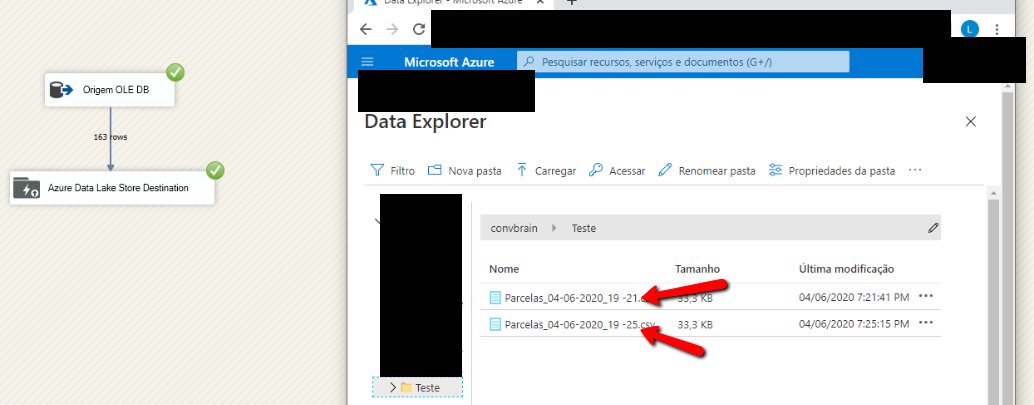 Data Explorer - Microsoft Azure
L
Microsoft Azure
Pesquisar recursos, serviços e documentos (G+/)
Data Explorer
Filtro
Nova pasta
Carregar
Acessar
Renomear pasta
Propriedades da pasta
convbrain
Teste
Nome
Tamanho
Última modificação
Parcelas_04-06-2020_19 -21.c
33,3 KB
04/06/2020 7:21:41 PM
Parcelas_04-06-2020_19 -25.csv
33,3 KB
04/06/2020 7:25:15 PM
Teste
Origem OLE DB
163 rows
Azure Data Lake Store Destination